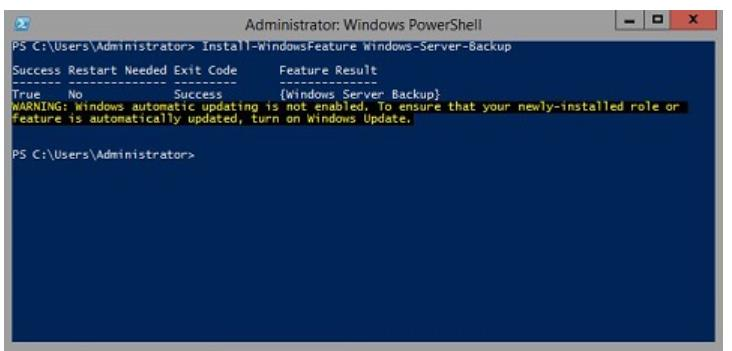 Administrator: Windows PowerShell
PS C:\Users\Administrator> Install-WindowsFeature Windows-Server-Backup
Success Restart Needed Exit Code Feature Result
------- -------------- --------- --------------
True No Success {Windows Server Backup}
WARNING: Windows automatic updating is not enabled. To ensure that your newly-installed role or
feature is automatically updated, turn on Windows Update.
PS C:\Users\Administrator>